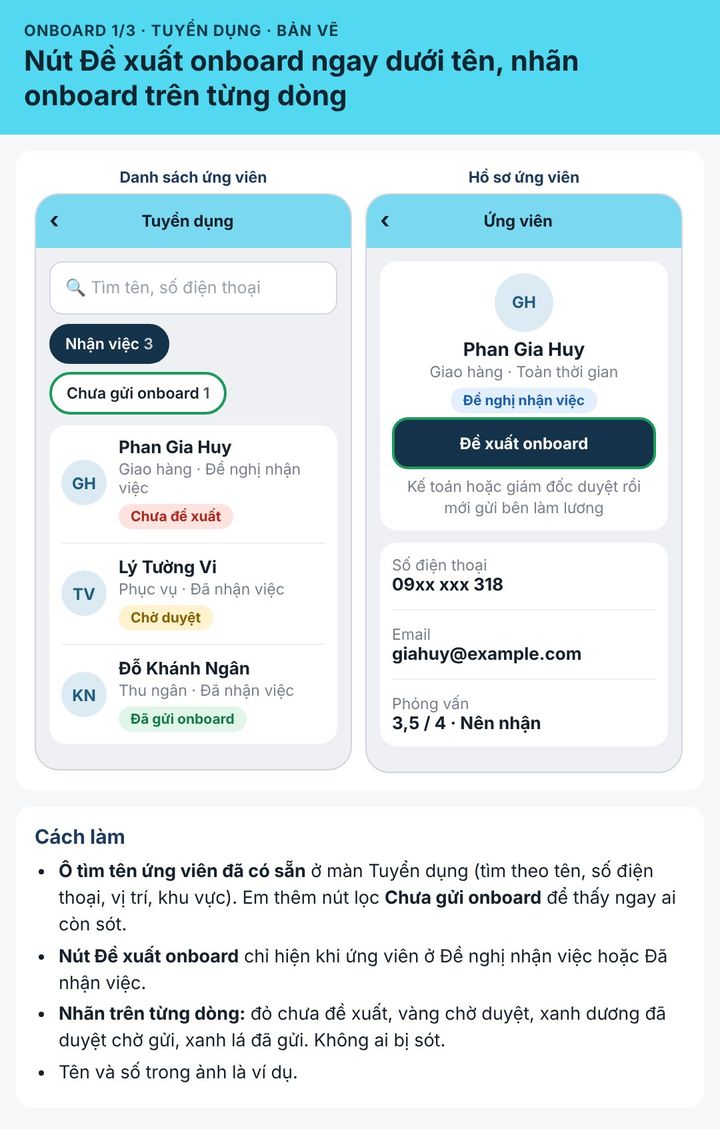 ONBOARD 1/3 · TUYỂN DỤNG · BẢN VẼ
Nút Đề xuất onboard ngay dưới tên, nhãn
onboard trên từng dòng
Danh sách ứng viên
‹ Tuyển dụng
🔍 Tìm tên, số điện thoại
Nhận việc 3
Chưa gửi onboard 1
GH
Phan Gia Huy
Giao hàng · Đề nghị nhận
việc
Chưa đề xuất
TV
Lý Tường Vi
Phục vụ · Đã nhận việc
Chờ duyệt
KN
Đỗ Khánh Ngân
Thu ngân · Đã nhận việc
Đã gửi onboard
Hồ sơ ứng viên
‹ Ứng viên
GH
Phan Gia Huy
Giao hàng · Toàn thời gian
Đề nghị nhận việc
Đề xuất onboard
Kế toán hoặc giám đốc duyệt rồi
mới gửi bên làm lương
Số điện thoại
09xx xxx 318
Email
giahuy@example.com
Phỏng vấn
3,5 / 4 · Nên nhận
Cách làm
• Ô tìm tên ứng viên đã có sẵn ở màn Tuyển dụng (tìm theo tên, số điện
thoại, vị trí, khu vực). Em thêm nút lọc Chưa gửi onboard để thấy ngay ai
còn sót.
• Nút Đề xuất onboard chỉ hiện khi ứng viên ở Đề nghị nhận việc hoặc Đã
nhận việc.
• Nhãn trên từng dòng: đỏ chưa đề xuất, vàng chờ duyệt, xanh dương đã
duyệt chờ gửi, xanh lá đã gửi. Không ai bị sót.
• Tên và số trong ảnh là ví dụ.